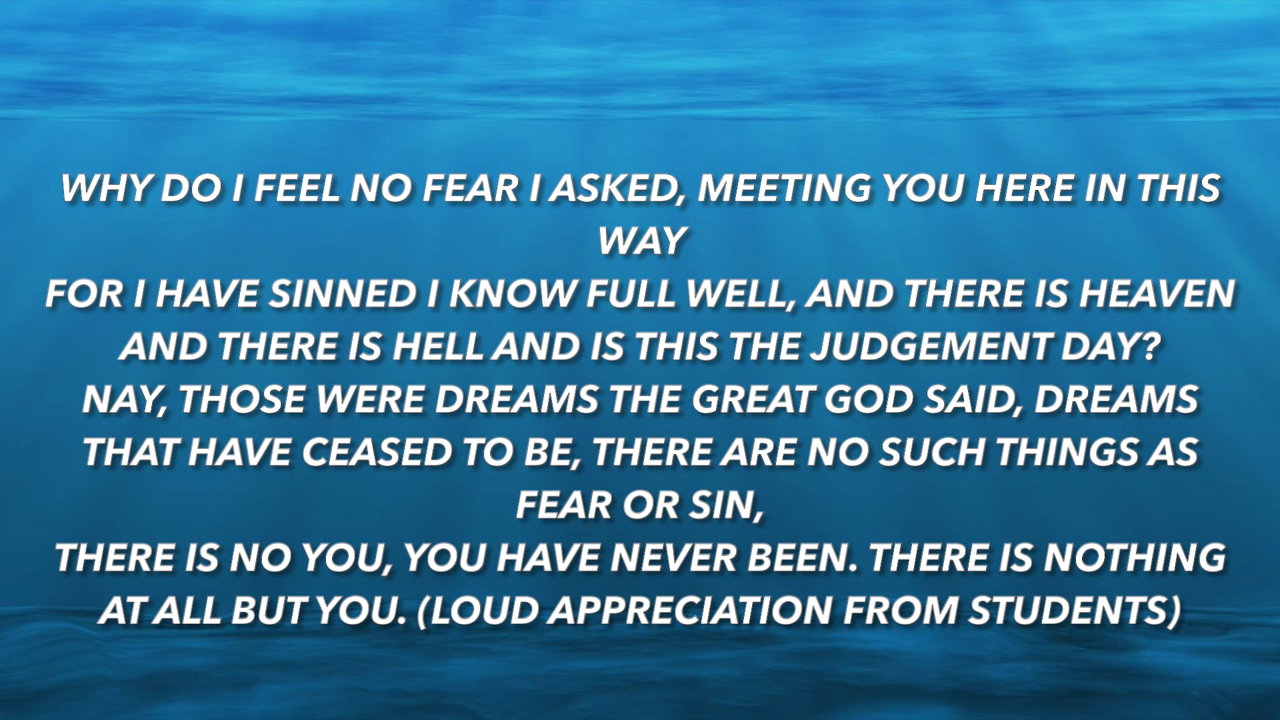 WHY DO I FEEL NO FEAR I ASKED, MEETING YOU HERE IN THIS
WAY
FOR I HAVE SINNED I KNOW FULL WELL, AND THERE IS HEAVEN
AND THERE IS HELL AND IS THIS THE JUDGEMENT DAY?
NAY, THOSE WERE DREAMS THE GREAT GOD SAID, DREAMS
THAT HAVE CEASED TO BE, THERE ARE NO SUCH THINGS AS
FEAR OR SIN,
THERE IS NO YOU, YOU HAVE NEVER BEEN. THERE IS NOTHING
AT ALL BUT YOU. (LOUD APPRECIATION FROM STUDENTS)